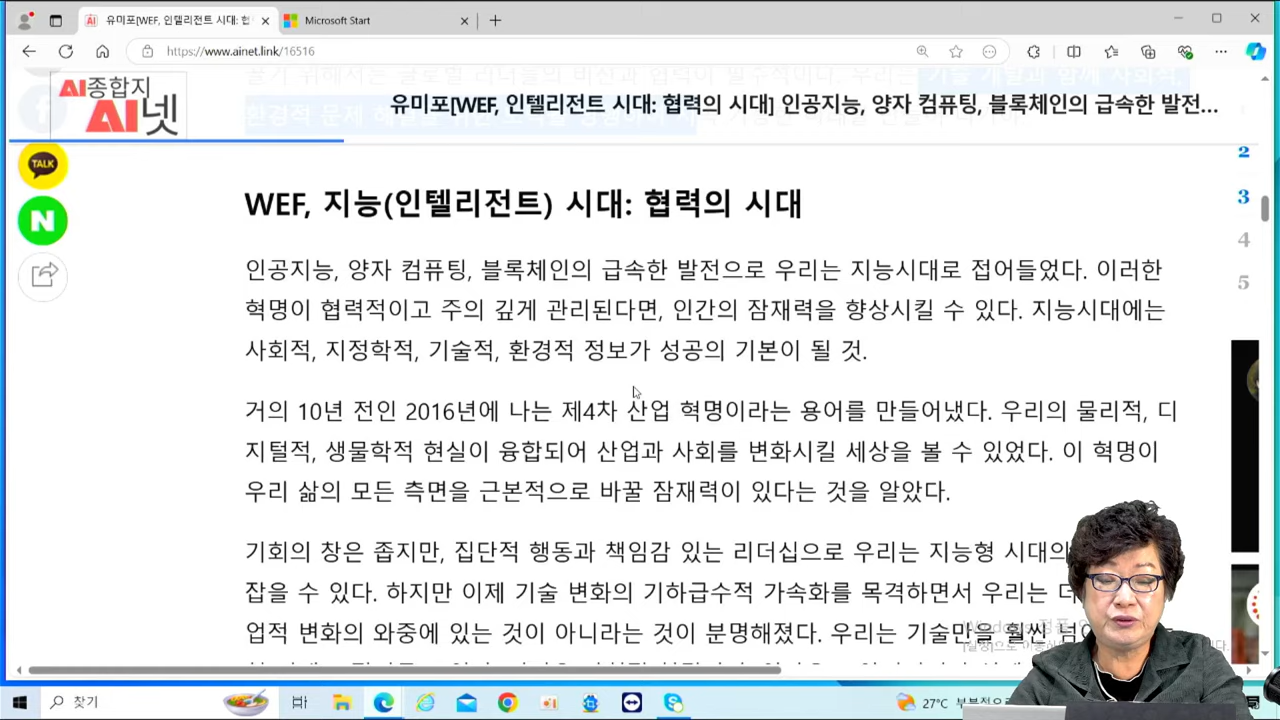 유미포[WEF, 인텔리전트 시대: 협
Microsoft Start
https://www.ainet.link/16516
AI종합지
AI넷
유미포[WEF, 인텔리전트 시대: 협력의 시대] 인공지능, 양자 컴퓨팅, 블록체인의 급속한 발전...
TALK
N
2
3
4
5
WEF, 지능(인텔리전트) 시대: 협력의 시대
인공지능, 양자 컴퓨팅, 블록체인의 급속한 발전으로 우리는 지능시대로 접어들었다. 이러한
혁명이 협력적이고 주의 깊게 관리된다면, 인간의 잠재력을 향상시킬 수 있다. 지능시대에는
사회적, 지정학적, 기술적, 환경적 정보가 성공의 기본이 될 것.
거의 10년 전인 2016년에 나는 제4차 산업 혁명이라는 용어를 만들어냈다. 우리의 물리적, 디
지털적, 생물학적 현실이 융합되어 산업과 사회를 변화시킬 세상을 볼 수 있었다. 이 혁명이
우리 삶의 모든 측면을 근본적으로 바꿀 잠재력이 있다는 것을 알았다.
기회의 창은 좁지만, 집단적 행동과 책임감 있는 리더십으로 우리는 지능형 시대의
잡을 수 있다. 하지만 이제 기술 변화의 기하급수적 가속화를 목격하면서 우리는 더
업적 변화의 와중에 있는 것이 아니라는 것이 분명해졌다. 우리는 기술만을 훨씬
찾기
27°C